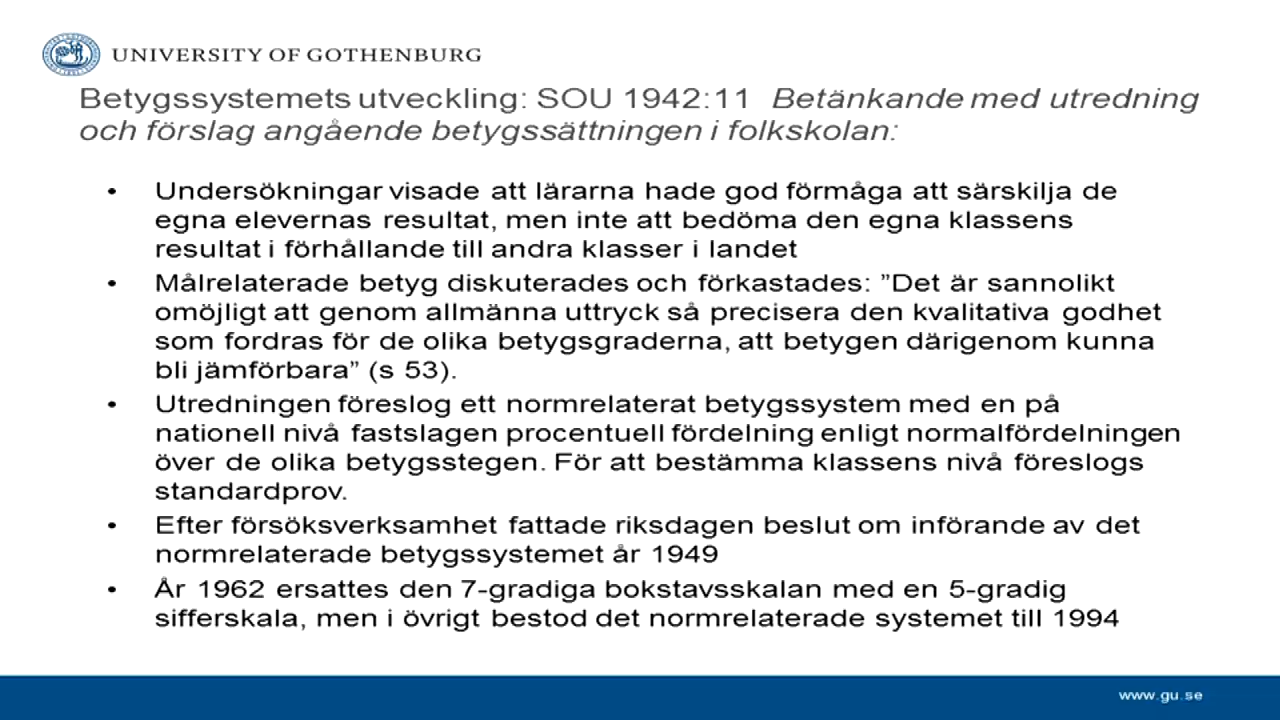 UNIVERSITY OF GOTHENBURG
Betygssystemets utveckling: SOU 1942:11 Betänkande med utredning
och förslag angående betygssättningen i folkskolan:
• Undersökningar visade att lärarna hade god förmåga att särskilja de
egna elevernas resultat, men inte att bedöma den egna klassens
resultat i förhållande till andra klasser i landet
• Målrelaterade betyg diskuterades och förkastades: ”Det är sannolikt
omöjligt att genom allmänna uttryck så precisera den kvalitativa godhet
som fordras för de olika betygsgraderna, att betygen därigenom kunna
bli jämförbara” (s 53).
• Utredningen föreslog ett normrelaterat betygssystem med en på
nationell nivå fastslagen procentuell fördelning enligt normalfördelningen
över de olika betygsstegen. För att bestämma klassens nivå föreslogs
standardprov.
• Efter försöksverksamhet fattade riksdagen beslut om införande av det
normrelaterade betygssystemet år 1949
• År 1962 ersattes den 7-gradiga bokstavsskalan med en 5-gradig
sifferskala, men i övrigt bestod det normrelaterade systemet till 1994
www.gu.se